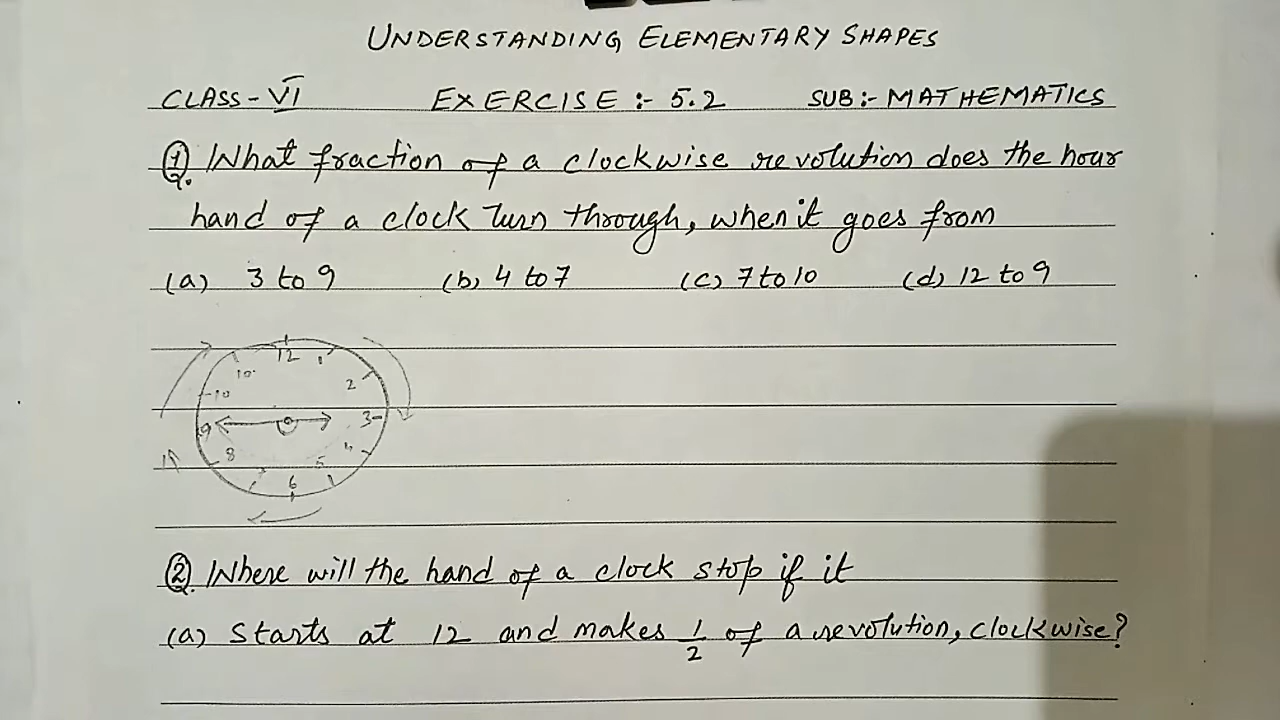 UNDERSTANDING ELEMENTARY SHAPES
CLASS-VI EXERCISE :- 5.2 SUB:- MATHEMATICS
Q1. What fraction of a clockwise revolution does the hour
hand of a clock turn through, when it goes from
(a) 3 to 9 (b) 4 to 7 (c) 7 to 10 (d) 12 to 9
12
1
10
2
10
3
9
4
8
5
6
Q2. Where will the hand of a clock stop if it
(a) starts at 12 and makes 1/2 of a revolution, clockwise?